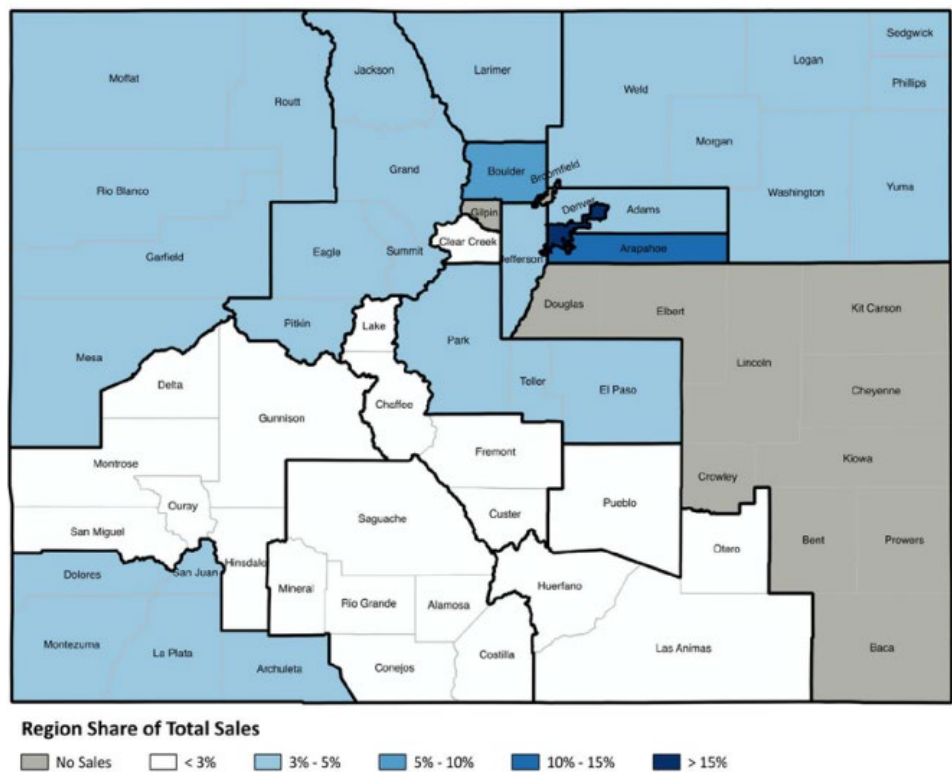 Sedgwick
Jackson
Larimer
Logan
Moffat
Phillips
Weld
Routt
Morgan
Grand
Boulder
Broomfield
Rio Blanco
Washington
Yuma
Denver
Gilpin
Adams
Clear Creek
Eagle
Summit
Arapahoe
Garfield
Jefferson
Douglas
Elbert
Kit Carson
Pitkin
Lake
Park
Mesa
Lincoln
Delta
Teller
El Paso
Cheyenne
Chaffee
Gunnison
Fremont
Kiowa
Montrose
Crowley
Pueblo
Ouray
Custer
Saguache
San Miguel
Otero
Bent
Prowers
Hinsdale
San Juan
Dolores
Mineral
Huerfano
Rio Grande
Alamosa
Montezuma
La Plata
Las Animas
Baca
Costilla
Archuleta
Conejos
Region Share of Total Sales
No Sales < 3% 3% - 5% 5% - 10% 10% - 15% > 15%